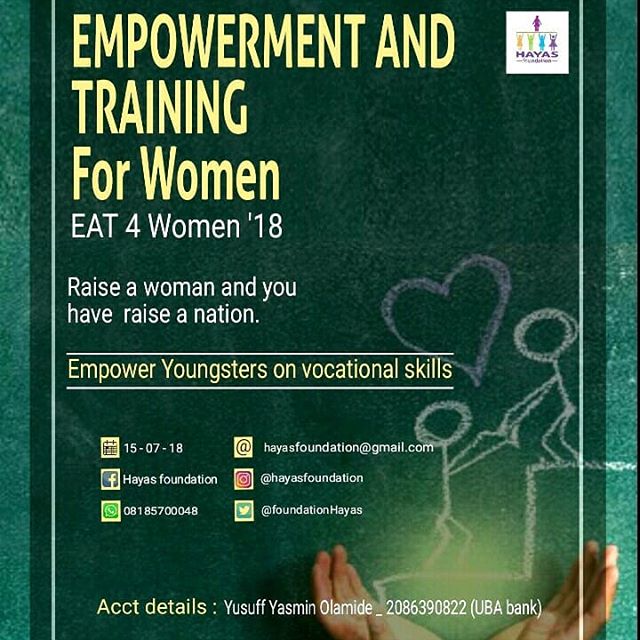 EMPOWERMENT AND
TRAINING
For Women
EAT 4 Women '18
HAYAS
foundation
Raise a woman and you
have raise a nation.
Empower Youngsters on vocational skills
15 - 07 - 18
@ hayasfoundation@gmail.com
Hayas foundation
@hayasfoundation
08185700048
@foundationHayas
Acct details : Yusuff Yasmin Olamide _ 2086390822 (UBA bank)